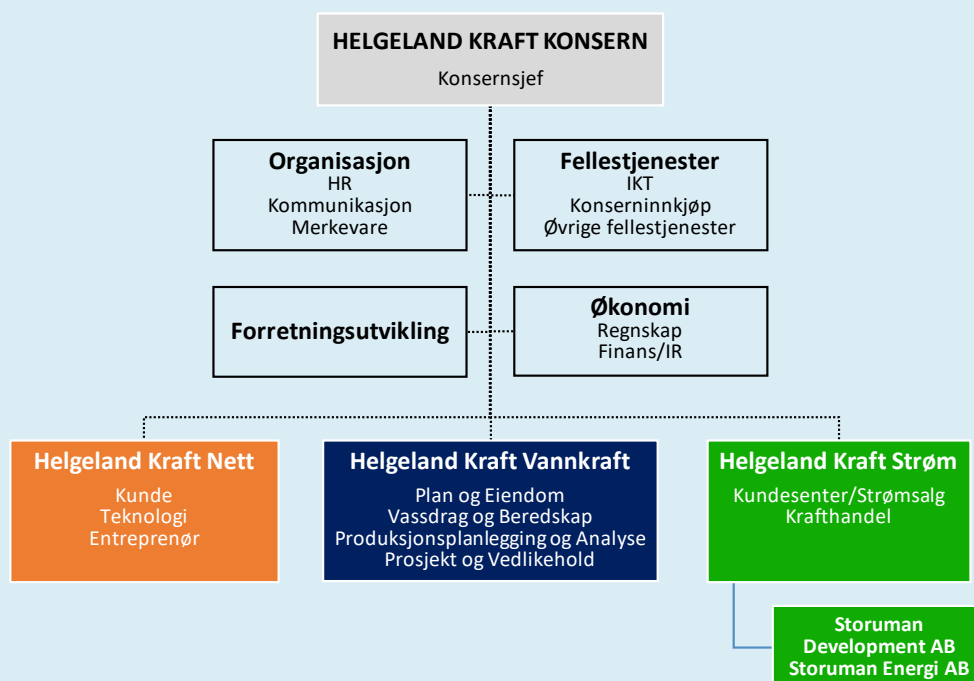 HELGELAND KRAFT KONSERN
Konsernsjef
Organisasjon
HR
Kommunikasjon
Merkevare
Fellestjenester
IKT
Konserninnkjøp
Øvrige fellestjenester
Forretningsutvikling
Økonomi
Regnskap
Finans/IR
Helgeland Kraft Nett
Kunde
Teknologi
Entreprenør
Helgeland Kraft Vannkraft
Plan og Eiendom
Vassdrag og Beredskap
Produksjonsplanlegging og Analyse
Prosjekt og Vedlikehold
Helgeland Kraft Strøm
Kundesenter/Strømsalg
Krafthandel
Storuman
Development AB
Storuman Energi AB